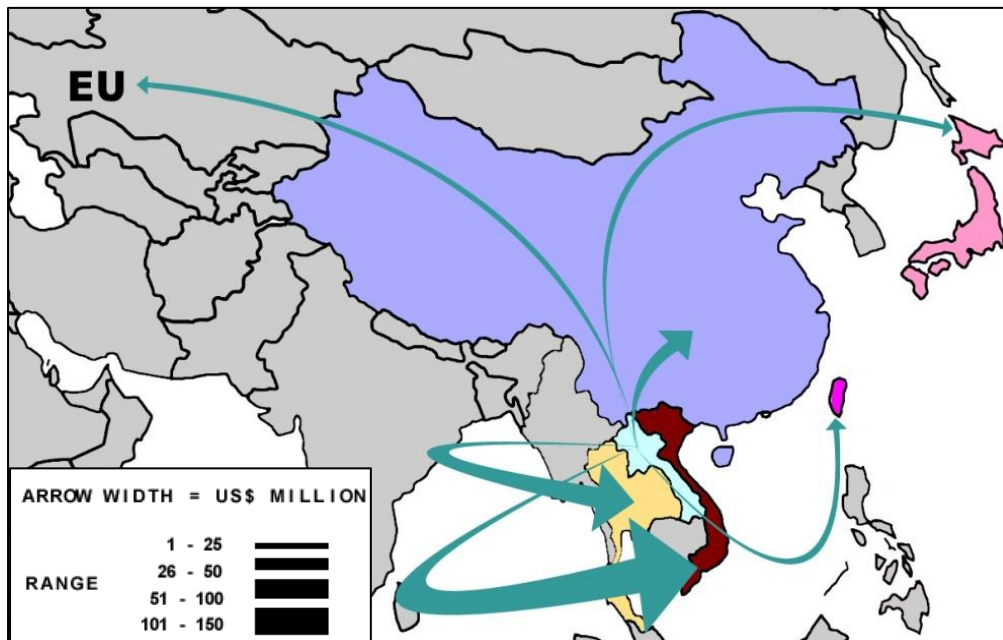 EU
ARROW WIDTH = US$ MILLION
RANGE
1 - 25
26 - 50
51 - 100
101 - 150